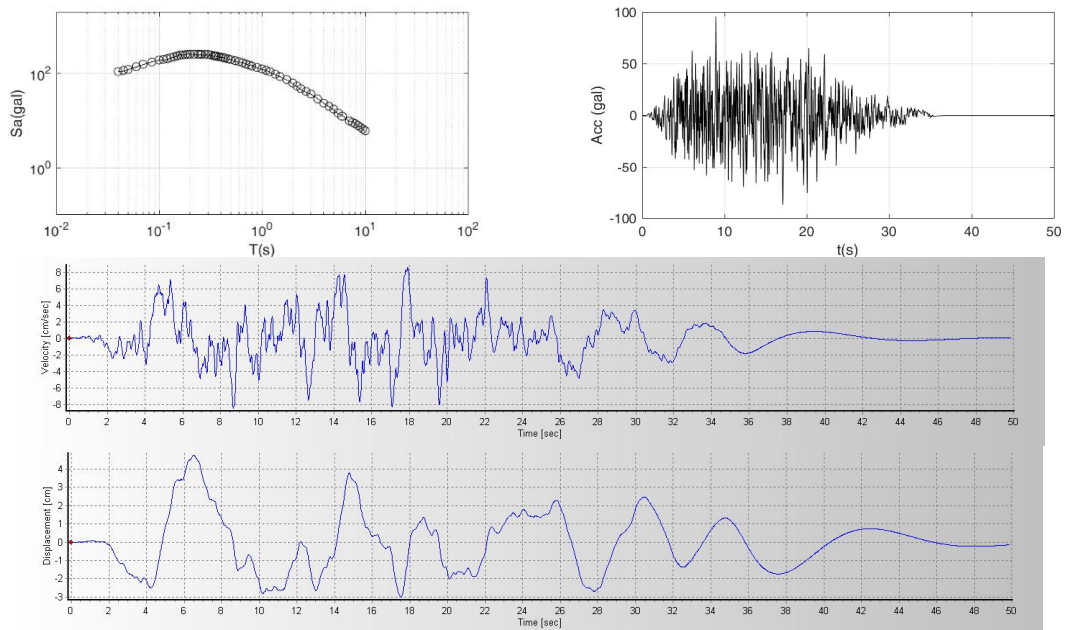 10^2
10^0
Sa(gal)
10^-2 10^-1 10^0 10^1 10^2
T(s)
100
50
0
-50
-100
Acc (gal)
0 10 20 30 40 50
t(s)
8
6
4
2
0
-2
-4
-6
-8
Velocity [cm/sec]
0 2 4 6 8 10 12 14 16 18 20 22 24 26 28 30 32 34 36 38 40 42 44 46 48 50
Time [sec]
4
3
2
1
0
-1
-2
-3
Displacement [cm]
0 2 4 6 8 10 12 14 16 18 20 22 24 26 28 30 32 34 36 38 40 42 44 46 48 50
Time [sec]